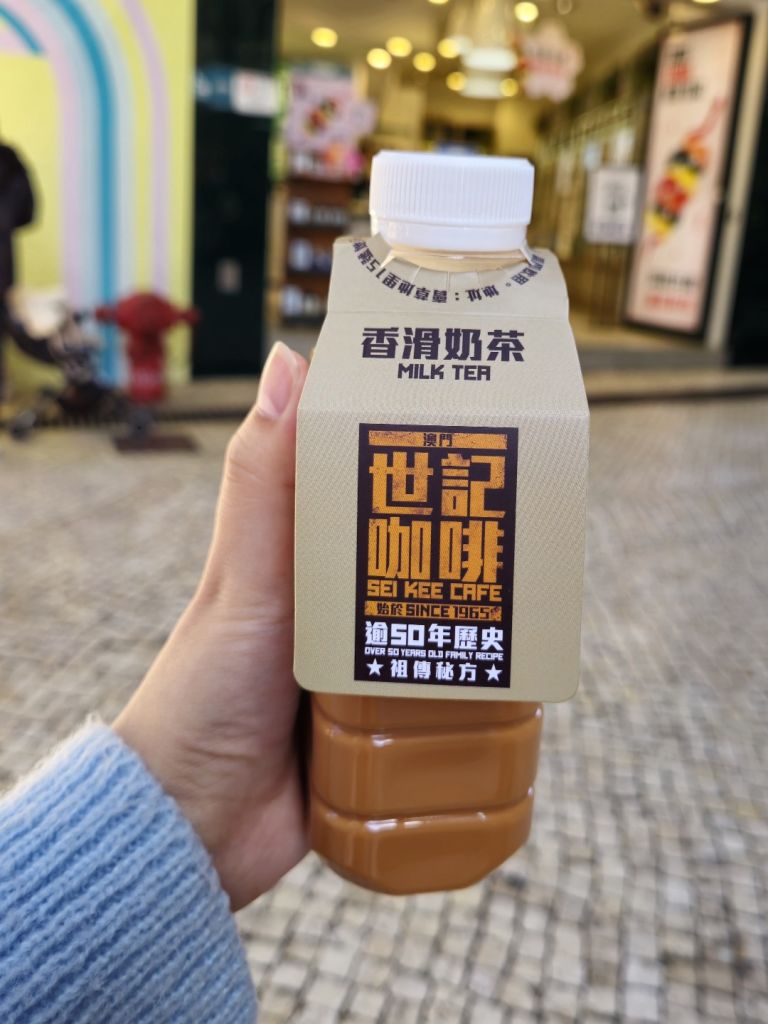 香滑奶茶
MILK TEA
澳門
世記
咖啡
SEI KEE CAFE
始於 SINCE 1965
逾50年歷史
OVER 50 YEARS OLD FAMILY RECIPE
★ 祖傳秘方 ★